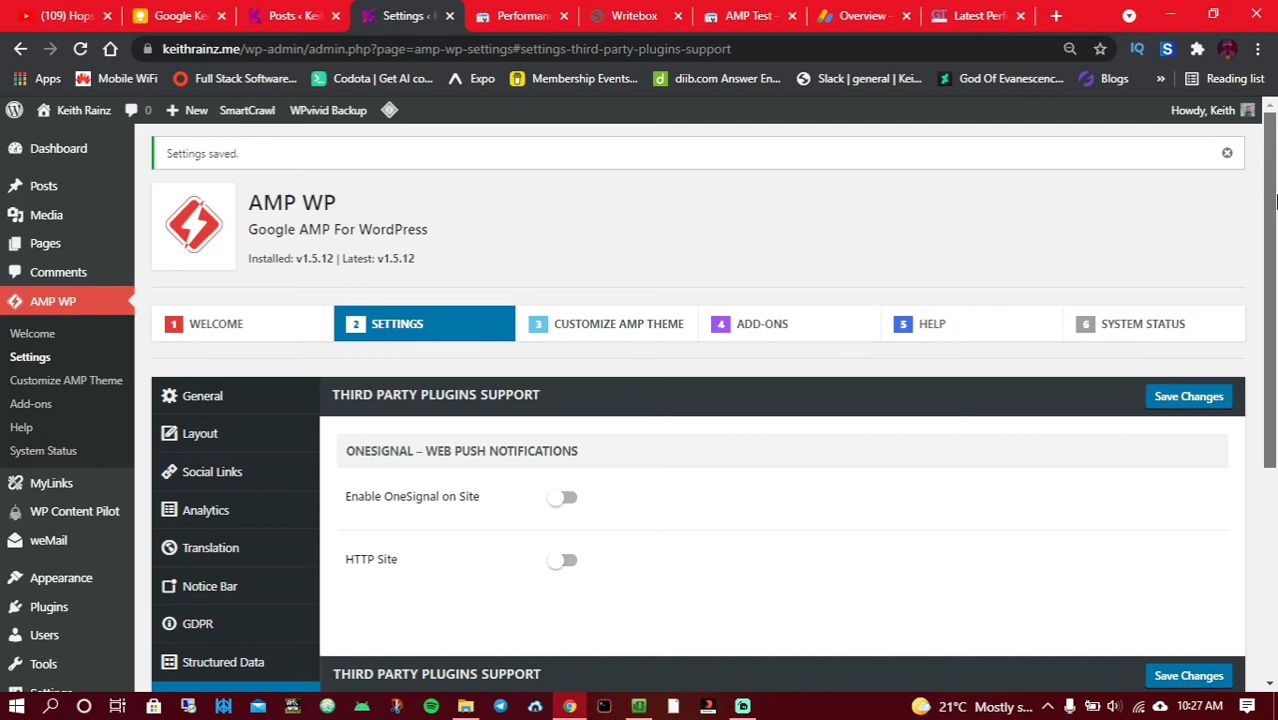 (109) Hops
Google Ke
Posts ‹ Kei
Settings ‹
Performan
Writebox
AMP Test -
Overview –
Latest Perf
keithrainz.me/wp-admin/admin.php?page=amp-wp-settings#settings-third-party-plugins-support
Apps
Mobile WiFi
Full Stack Software...
Codota | Get AI co...
Expo
Membership Events...
diib.com Answer En...
Slack | general | Kei...
God Of Evanescenc...
Blogs
»
Reading list
Keith Rainz
0
New
SmartCrawl
WPvivid Backup
Howdy, Keith
Dashboard
Posts
Media
Pages
Comments
AMP WP
Welcome
Settings
Customize AMP Theme
Add-ons
Help
System Status
MyLinks
WP Content Pilot
weMail
Appearance
Plugins
Users
Tools
Settings saved.
AMP WP
Google AMP For WordPress
Installed: v1.5.12 | Latest: v1.5.12
1 WELCOME
2 SETTINGS
3 CUSTOMIZE AMP THEME
4 ADD-ONS
5 HELP
6 SYSTEM STATUS
General
Layout
Social Links
Analytics
Translation
Notice Bar
GDPR
Structured Data
THIRD PARTY PLUGINS SUPPORT
Save Changes
ONESIGNAL – WEB PUSH NOTIFICATIONS
Enable OneSignal on Site
HTTP Site
THIRD PARTY PLUGINS SUPPORT
Save Changes
21°C Mostly s...
10:27 AM